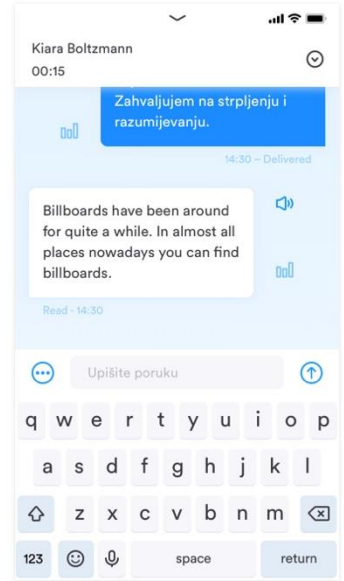 Kiara Boltzmann
00:15
Zahvaljujem na strpljenju i
razumijevanju.
14:30 – Delivered
Billboards have been around
for quite a while. In almost all
places nowadays you can find
billboards.
Read - 14:30
Upišite poruku
q w e r t y u i o p
a s d f g h j k l
z x c v b n m
123 space return